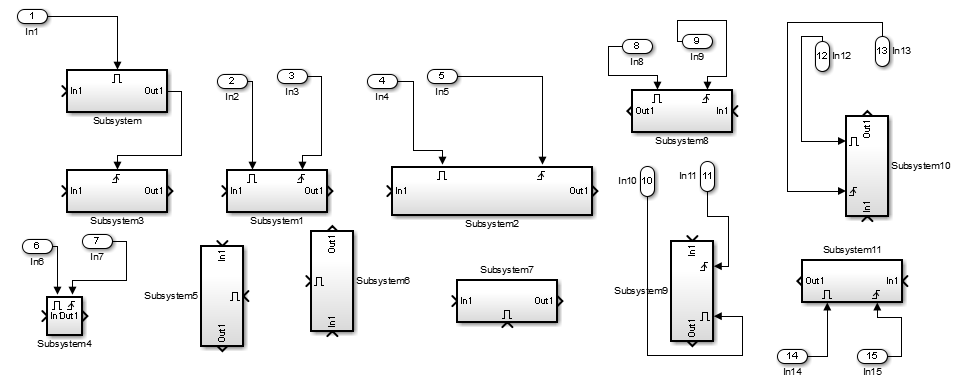 1
In1
In1 Out1
Subsystem
In1 Out1
Subsystem3
2
In2
3
In3
In1 Out1
Subsystem1
4
In4
5
In5
In1 Out1
Subsystem2
8
In8
9
In9
Out1 In1
Subsystem8
12
In12
13
In13
Out1
In1
Subsystem10
6
In6
7
In7
In1 Out1
Subsystem4
In1
Out1
Subsystem5
Out1
In1
Subsystem6
Subsystem7
In1 Out1
In10
10
In11
11
In1
Out1
Subsystem9
Subsystem11
Out1 In1
14
In14
15
In15